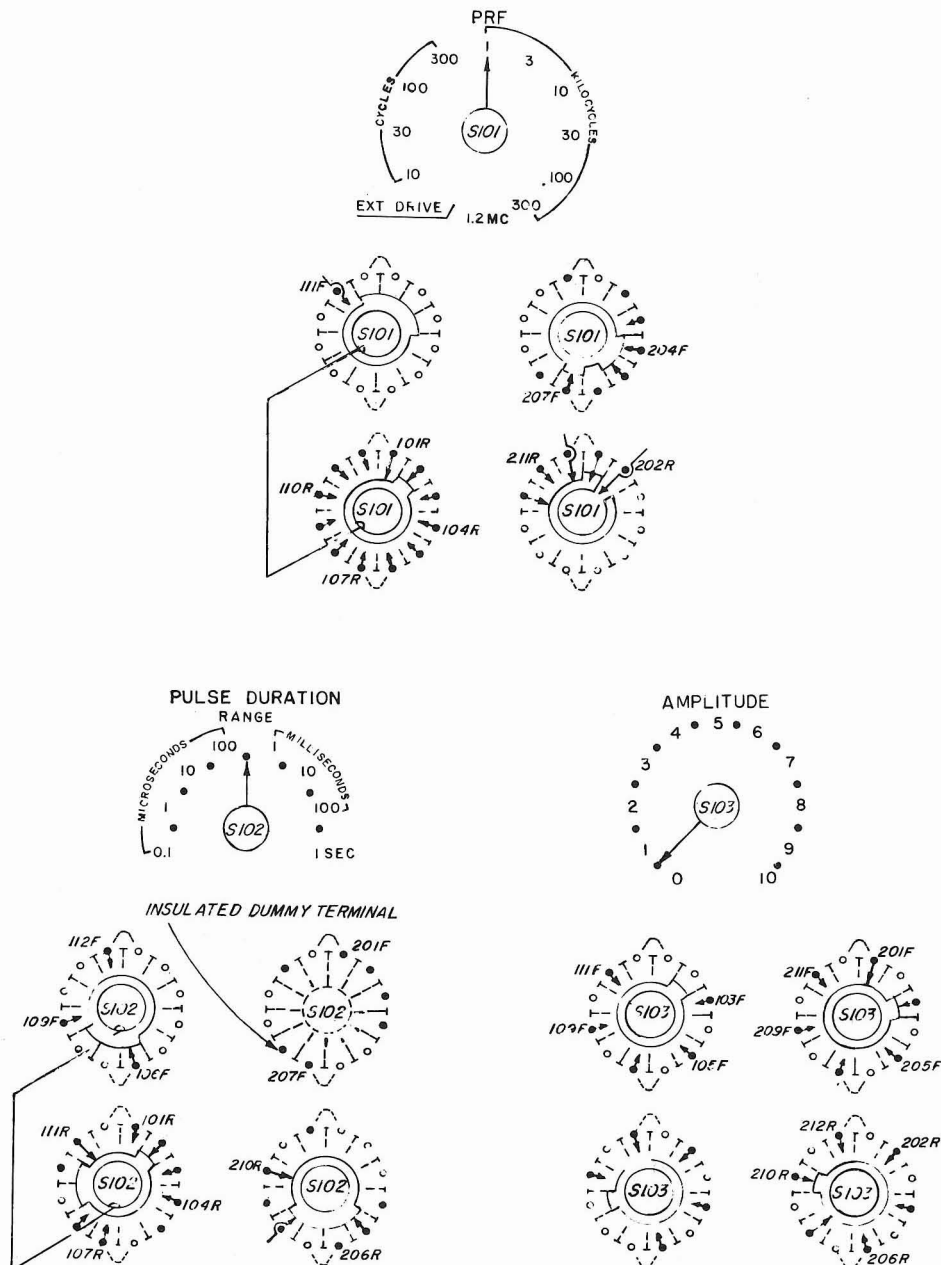 PRF
300
3
100
CYCLES
KILOCYCLES
10
30
S101
30
10
100
EXT DRIVE
1.2MC
300
111F
S101
S101
204F
207F
101R
211R
202R
110R
S101
S101
104R
107R
PULSE DURATION
RANGE
MICROSECONDS
100
1
MILLISECONDS
10
10
1
100
S102
0.1
1 SEC
AMPLITUDE
4
5
6
3
7
2
S103
8
1
9
0
10
INSULATED DUMMY TERMINAL
112F
201F
S102
S102
109F
106F
207F
111F
201F
211F
103F
S103
S103
109F
209F
105F
205F
111R
101R
210R
S102
S102
104R
107R
206R
212R
202R
210R
S103
S103
206R